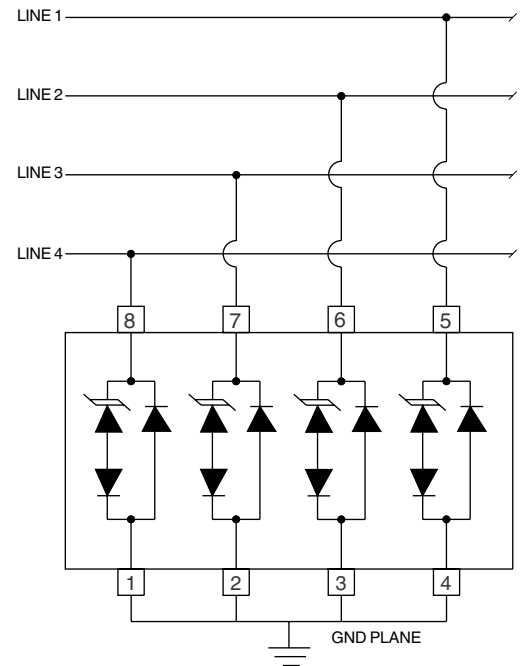 LINE 1
LINE 2
LINE 3
LINE 4
8 7 6 5
1 2 3 4
GND PLANE